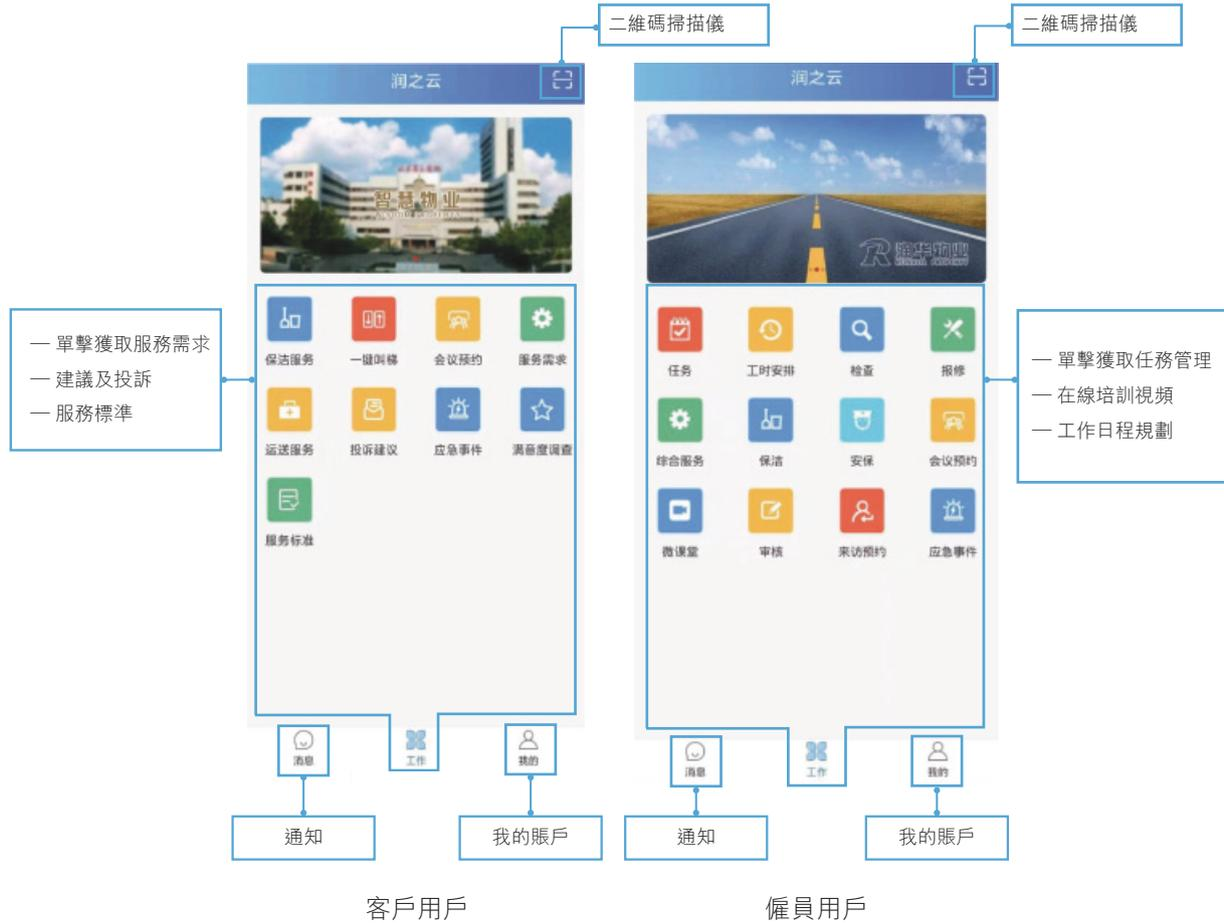 二維碼掃描儀
二維碼掃描儀
润之云
智慧物业
— 單擊獲取服務需求
— 建議及投訴
— 服務標準
保洁服务
一键叫梯
会议预约
服务需求
运送服务
投诉建议
应急事件
满意度调查
服务标准
消息
工作
我的
通知
我的賬戶
客戶用戶
润之云
润华物业
任务
工时安排
检查
报修
综合服务
保洁
安保
会议预约
微课堂
审核
来访预约
应急事件
— 單擊獲取任務管理
— 在線培訓視頻
— 工作日程規劃
消息
工作
我的
通知
我的賬戶
僱員用戶